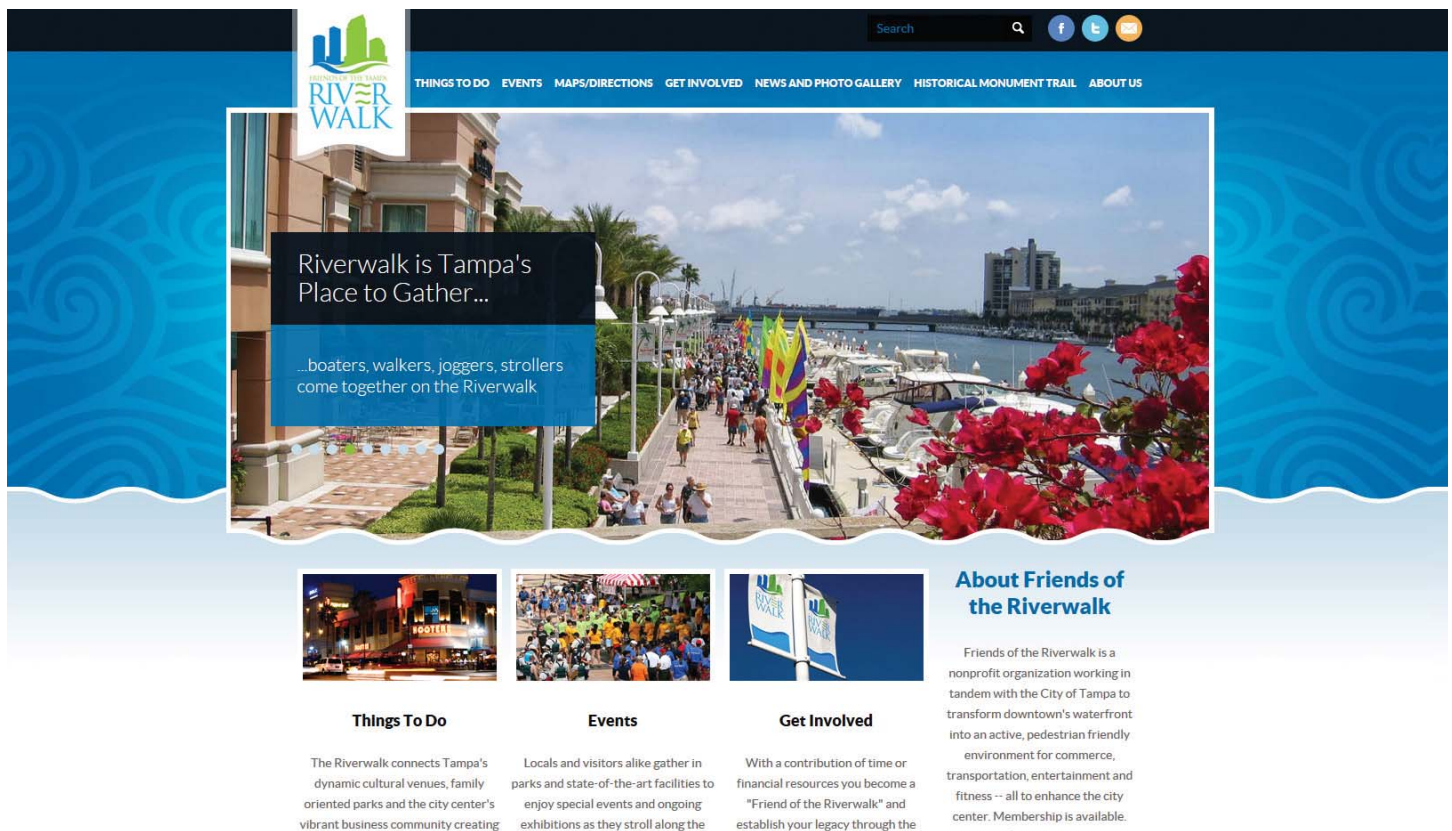 Search
f
FRIENDS OF THE TAMPA
RIVER
WALK
THINGS TO DO EVENTS MAPS/DIRECTIONS GET INVOLVED NEWS AND PHOTO GALLERY HISTORICAL MONUMENT TRAIL ABOUT US
Riverwalk is Tampa's
Place to Gather...
...boaters, walkers, joggers, strollers
come together on the Riverwalk
HOOTERS
RIVER
WALK
RIVER
WALK
Things To Do
The Riverwalk connects Tampa's
dynamic cultural venues, family
oriented parks and the city center's
vibrant business community creating
Events
Locals and visitors alike gather in
parks and state-of-the-art facilities to
enjoy special events and ongoing
exhibitions as they stroll along the
Get Involved
With a contribution of time or
financial resources you become a
"Friend of the Riverwalk" and
establish your legacy through the
About Friends of
the Riverwalk
Friends of the Riverwalk is a
nonprofit organization working in
tandem with the City of Tampa to
transform downtown's waterfront
into an active, pedestrian friendly
environment for commerce,
transportation, entertainment and
fitness -- all to enhance the city
center. Membership is available.